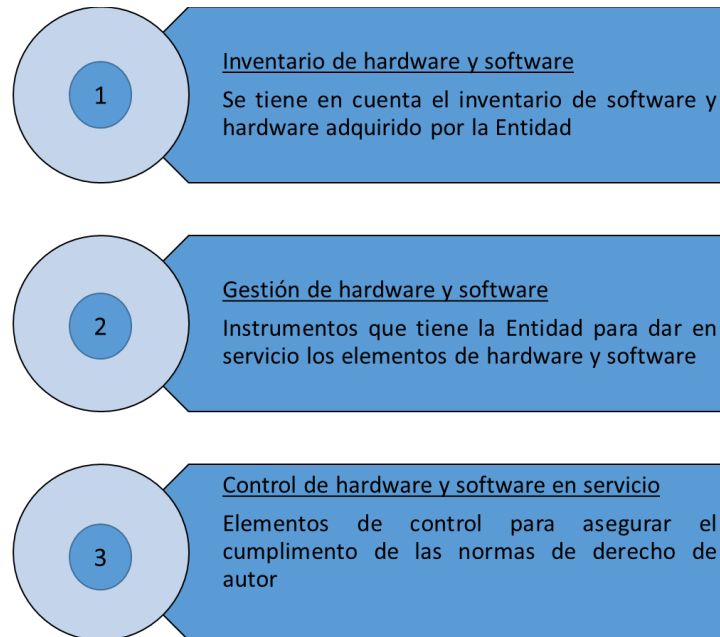 1
Inventario de hardware y software
Se tiene en cuenta el inventario de software y
hardware adquirido por la Entidad
2
Gestión de hardware y software
Instrumentos que tiene la Entidad para dar en
servicio los elementos de hardware y software
3
Control de hardware y software en servicio
Elementos de control para asegurar el
cumplimento de las normas de derecho de
autor